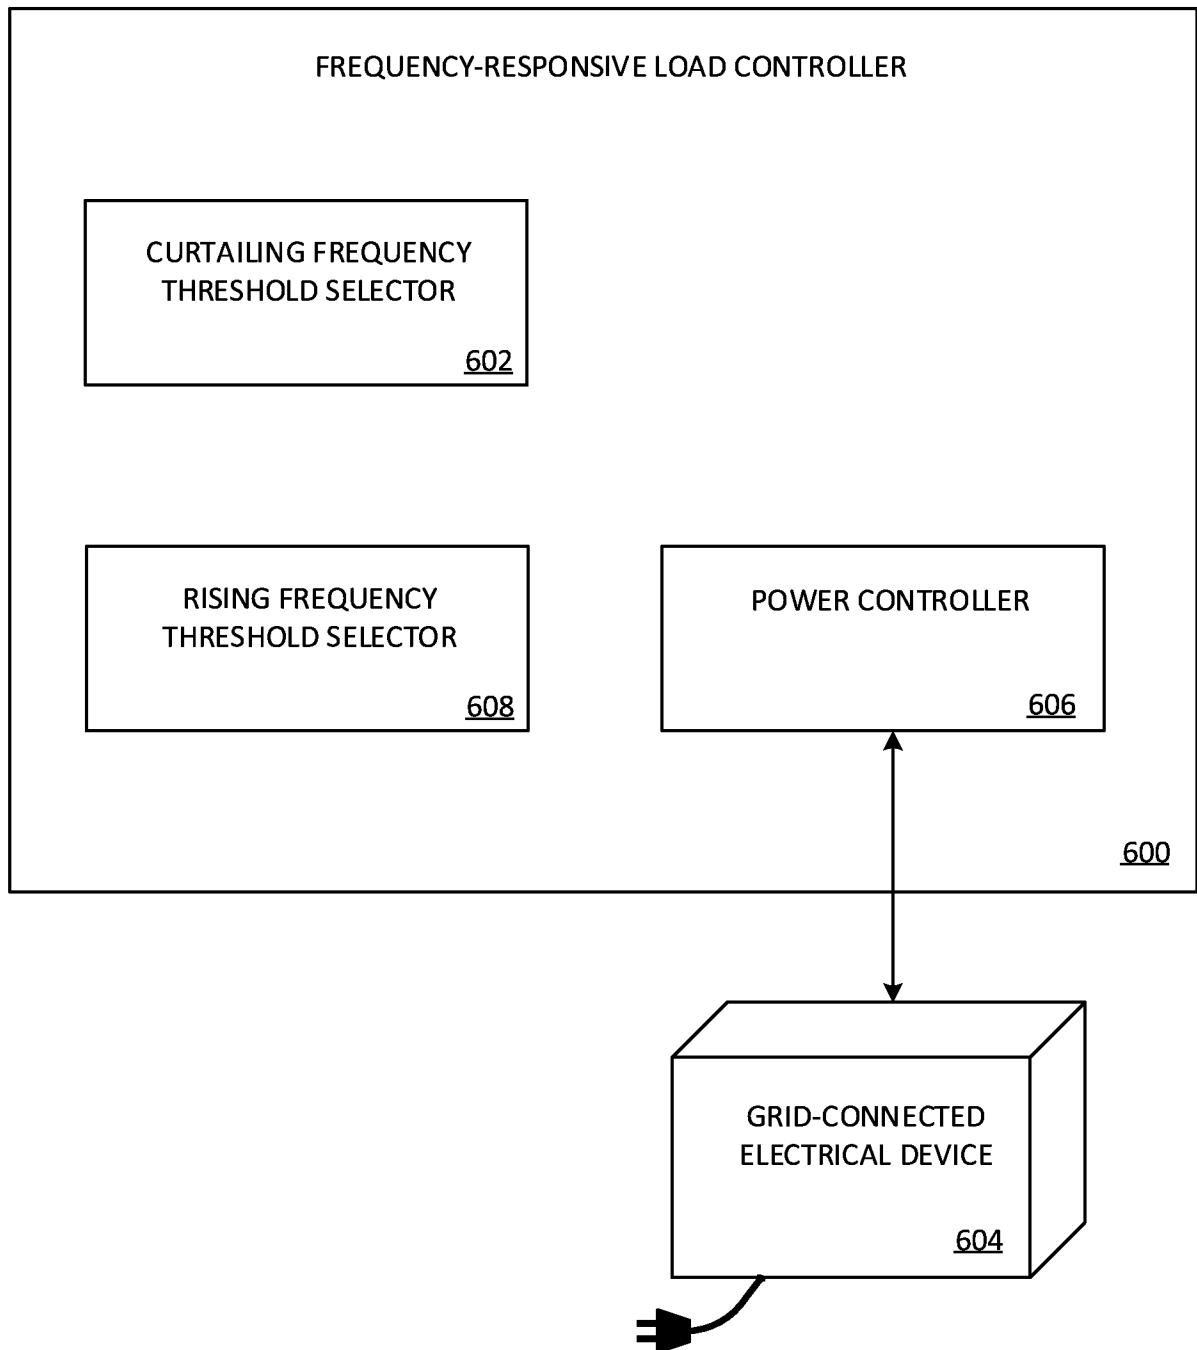 FREQUENCY-RESPONSIVE LOAD CONTROLLER
CURTAILING FREQUENCY
THRESHOLD SELECTOR
602
RISING FREQUENCY
THRESHOLD SELECTOR
608
POWER CONTROLLER
606
600
GRID-CONNECTED
ELECTRICAL DEVICE
604